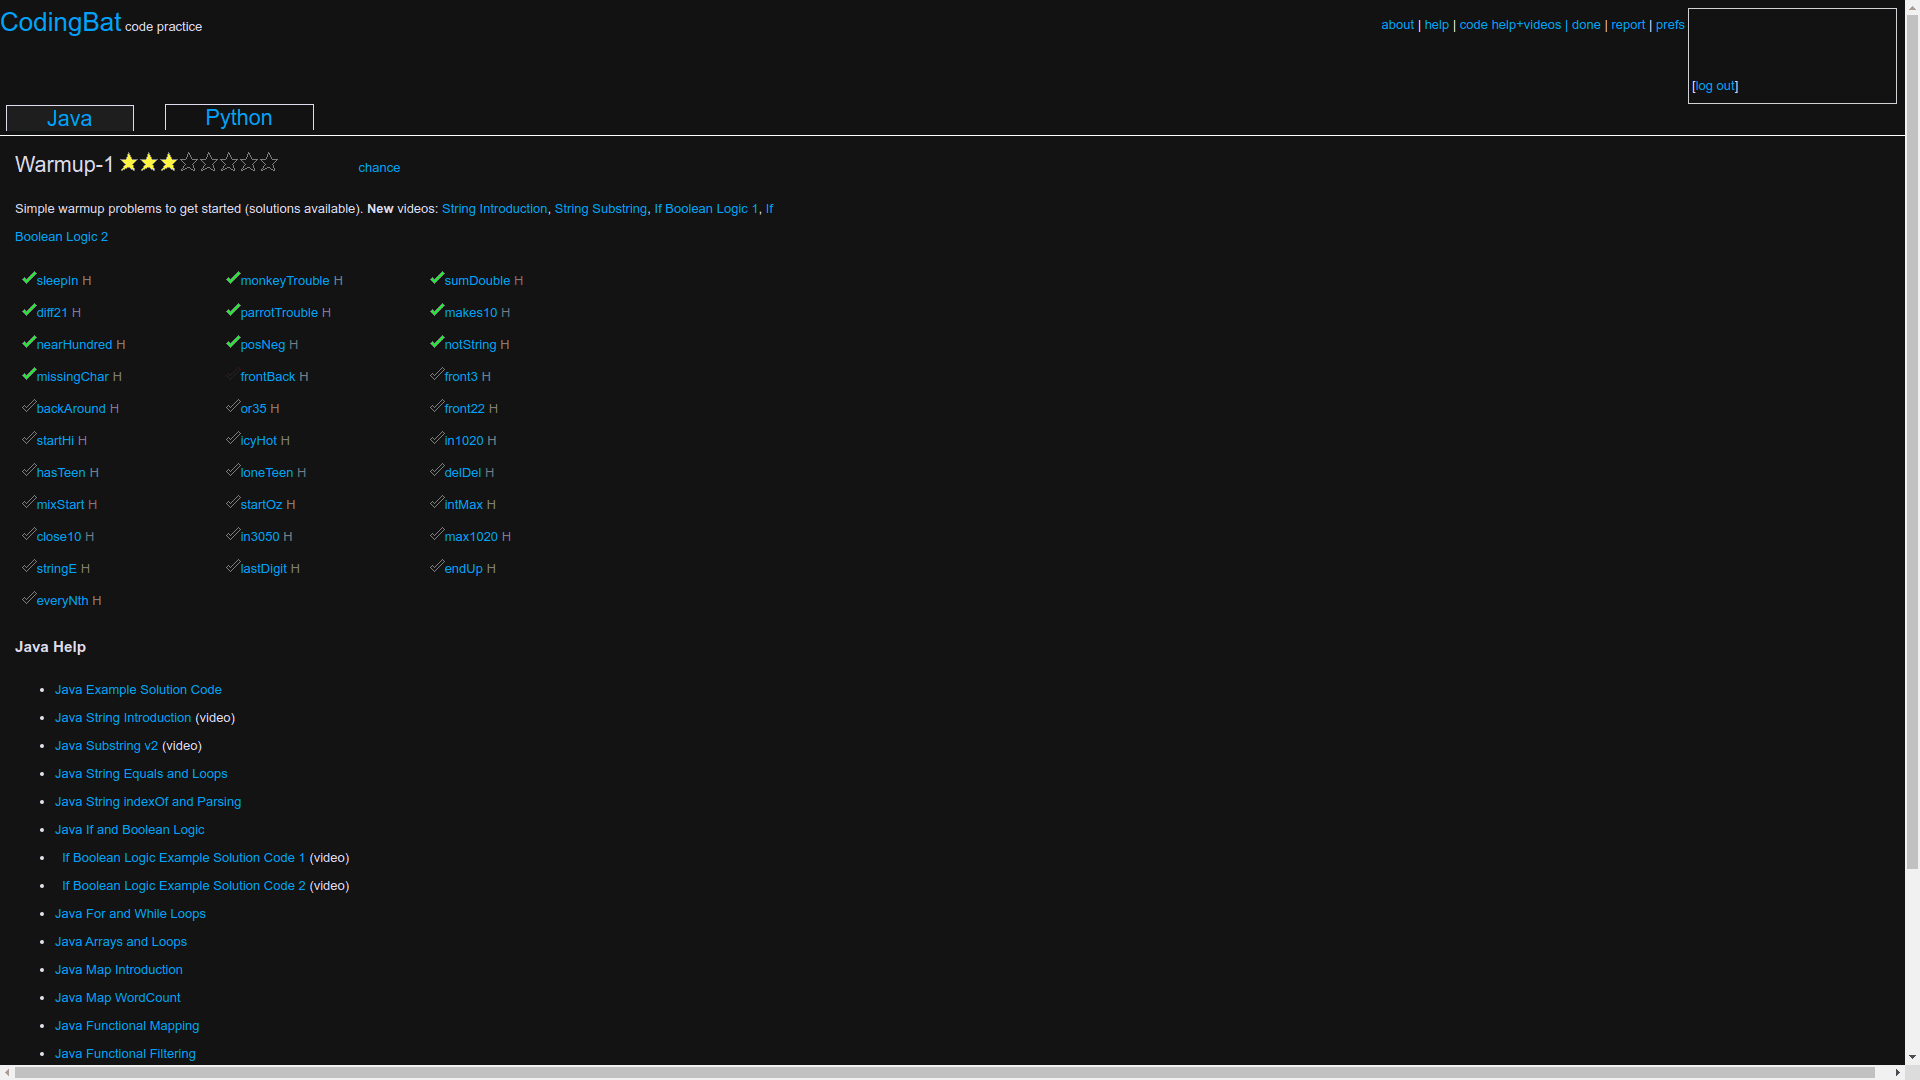 CodingBat code practice
about | help | code help+videos | done | report | prefs
[log out]
Java
Python
Warmup-1
chance
Simple warmup problems to get started (solutions available). New videos: String Introduction, String Substring, If Boolean Logic 1, If
Boolean Logic 2
sleepIn H monkeyTrouble H sumDouble H
diff21 H parrotTrouble H makes10 H
nearHundred H posNeg H notString H
missingChar H frontBack H front3 H
backAround H or35 H front22 H
startHi H icyHot H in1020 H
hasTeen H loneTeen H delDel H
mixStart H startOz H intMax H
close10 H in3050 H max1020 H
stringE H lastDigit H endUp H
everyNth H
Java Help
• Java Example Solution Code
• Java String Introduction (video)
• Java Substring v2 (video)
• Java String Equals and Loops
• Java String indexOf and Parsing
• Java If and Boolean Logic
• If Boolean Logic Example Solution Code 1 (video)
• If Boolean Logic Example Solution Code 2 (video)
• Java For and While Loops
• Java Arrays and Loops
• Java Map Introduction
• Java Map WordCount
• Java Functional Mapping
• Java Functional Filtering